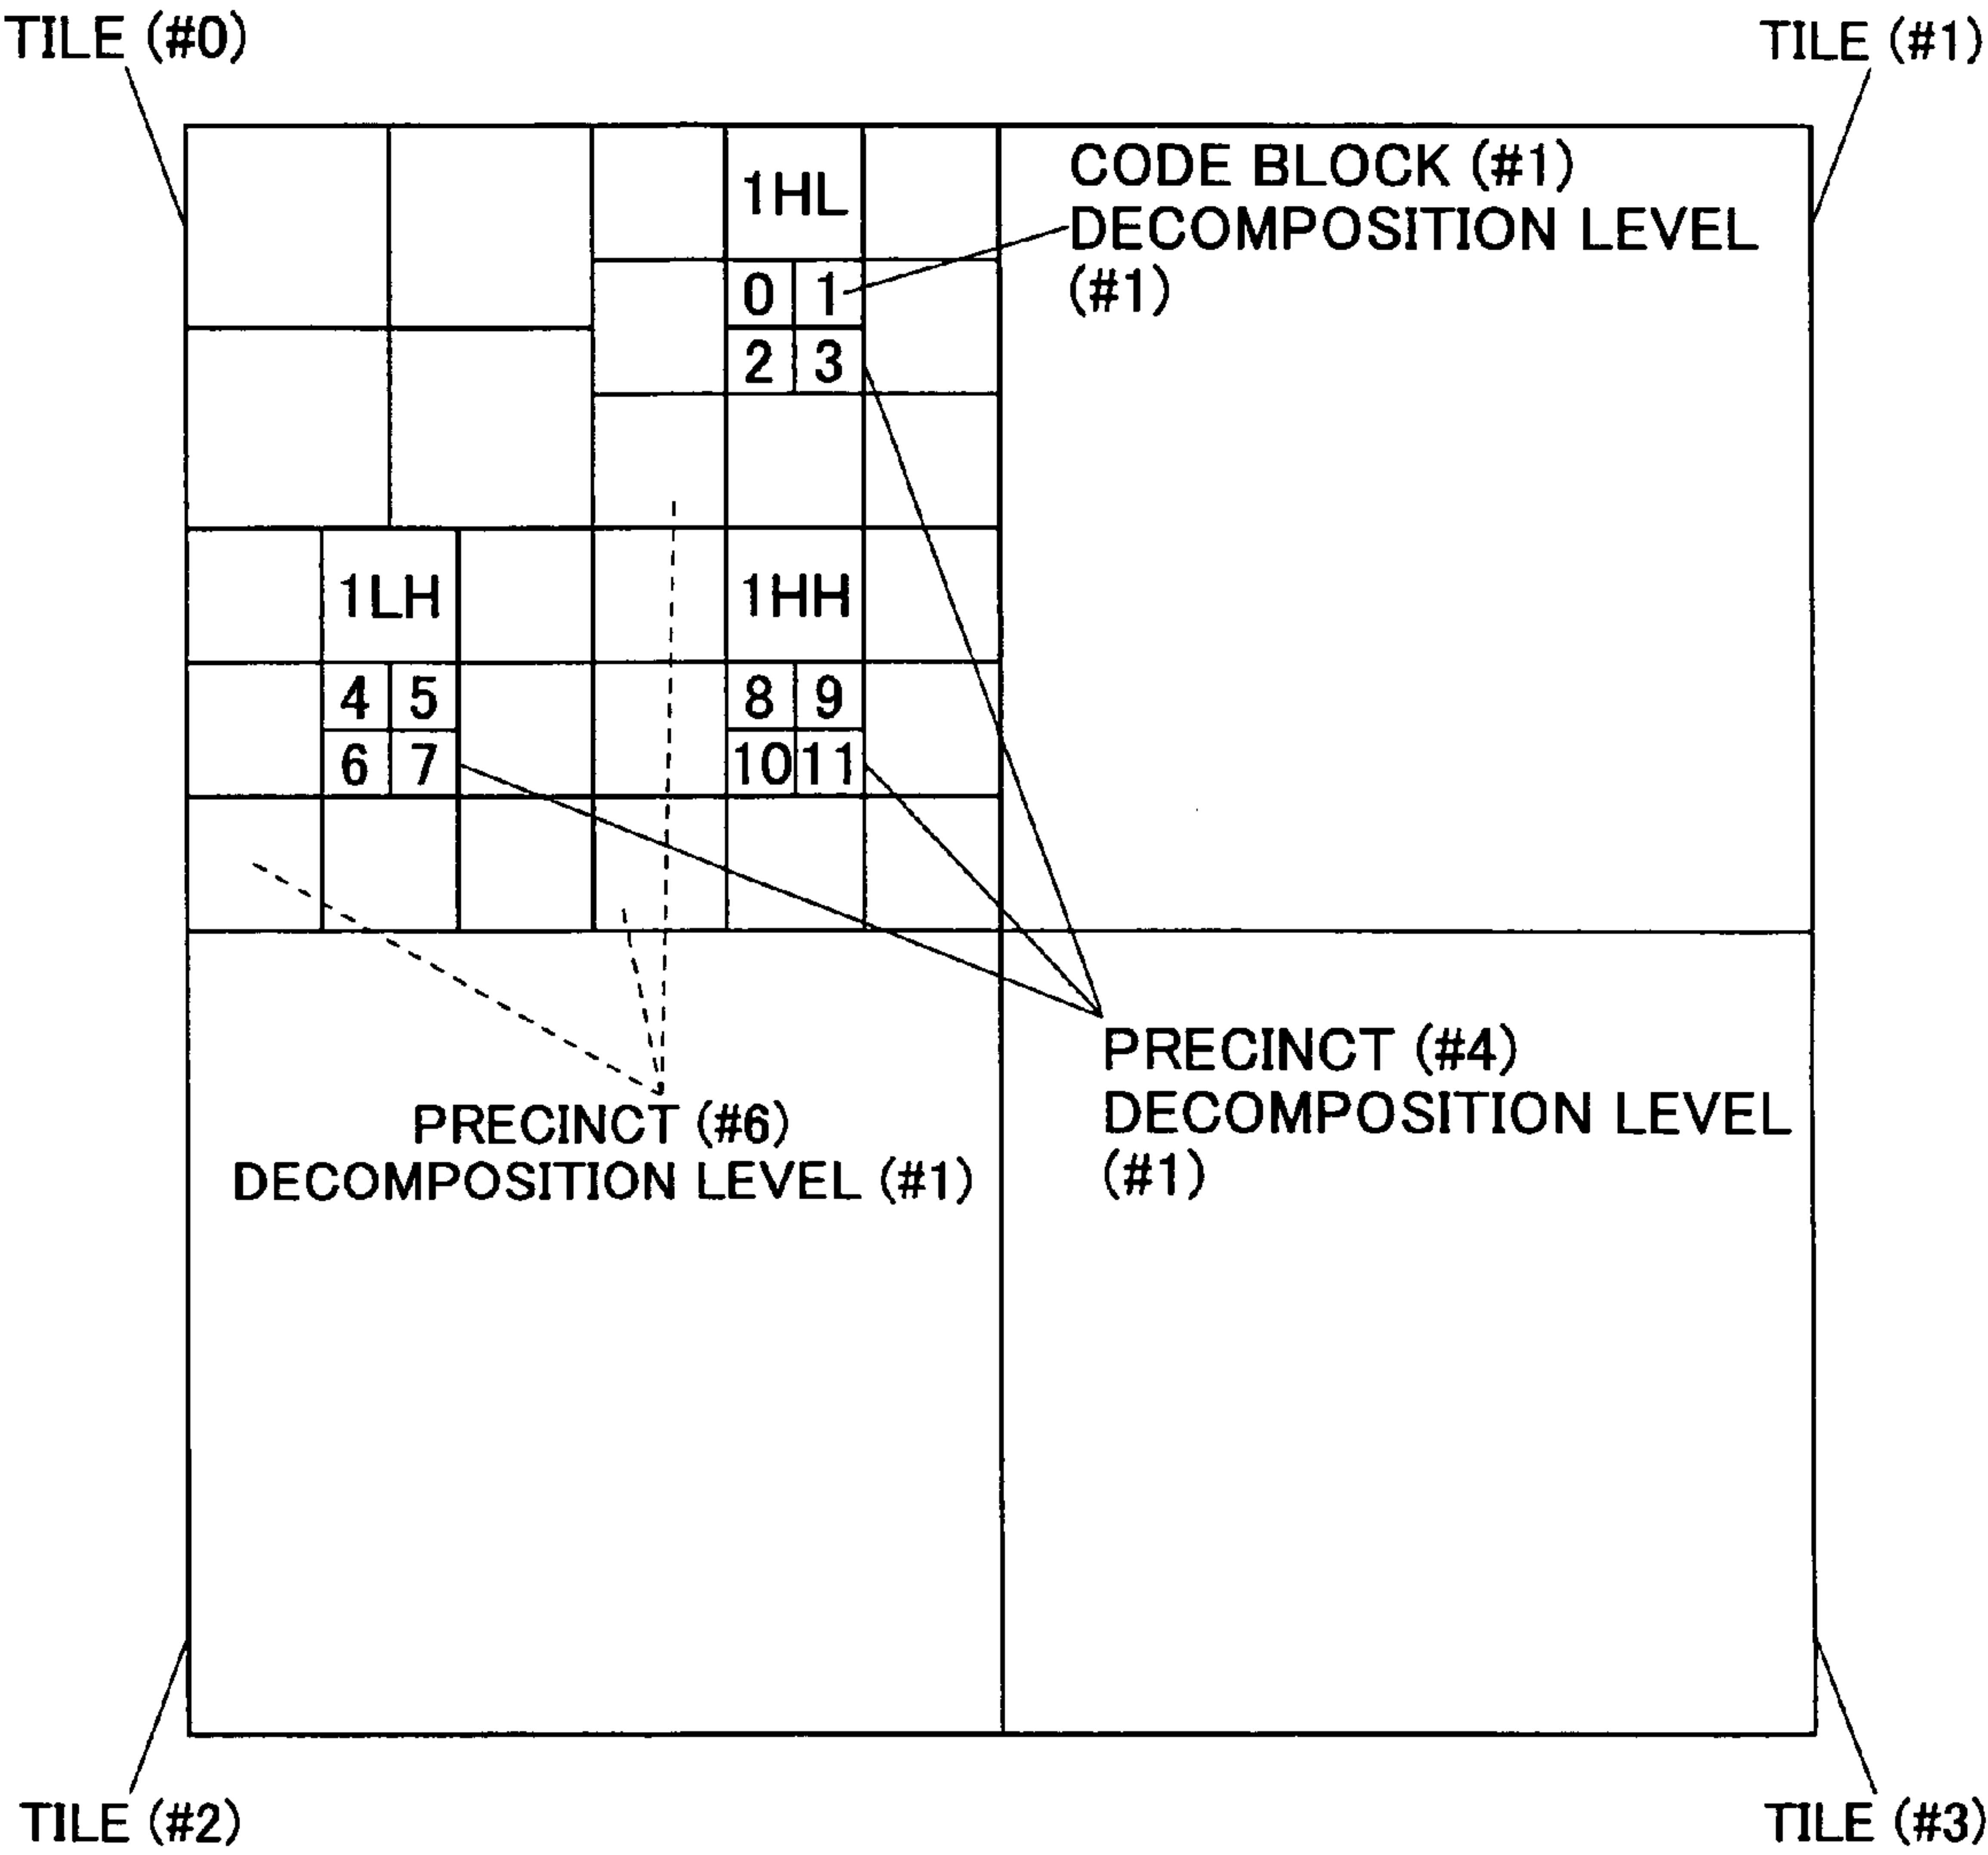 TILE (#0)
TILE (#1)
CODE BLOCK (#1)
DECOMPOSITION LEVEL
(#1)
1HL
0 1
2 3
1LH
1HH
4 5
8 9
6 7
10 11
PRECINCT (#4)
DECOMPOSITION LEVEL
(#1)
PRECINCT (#6)
DECOMPOSITION LEVEL (#1)
TILE (#2)
TILE (#3)